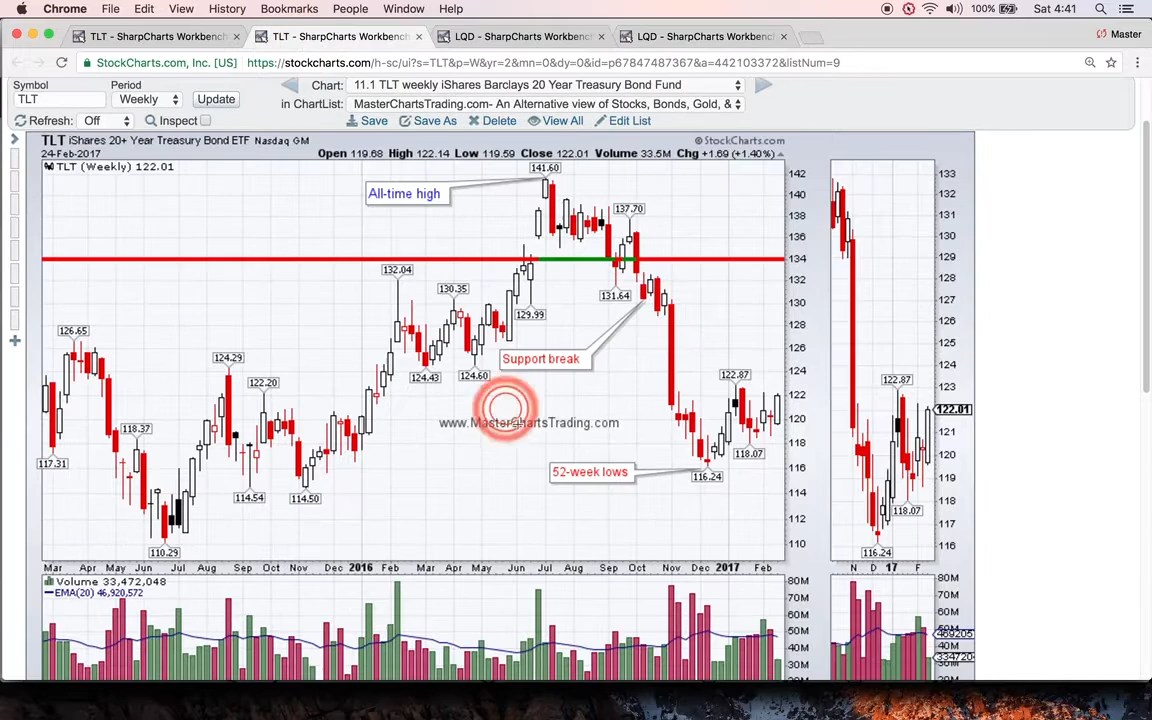 Chrome File Edit View History Bookmarks People Window Help 100% Sat 4:41
TLT - SharpCharts Workbench × TLT - SharpCharts Workbench × LQD - SharpCharts Workbench × LQD - SharpCharts Workbench × Master
StockCharts.com, Inc. [US] https://stockcharts.com/h-sc/ui?s=TLT&p=W&yr=2&mn=0&dy=0&id=p67847487367&a=442103372&listNum=9
Symbol Period Chart: 11.1 TLT weekly iShares Barclays 20 Year Treasury Bond Fund
TLT Weekly Update in ChartList: MasterChartsTrading.com- An Alternative view of Stocks, Bonds, Gold, &
Refresh: Off Inspect Save Save As Delete View All Edit List
TLT iShares 20+ Year Treasury Bond ETF Nasdaq GM © StockCharts.com
24-Feb-2017 Open 119.68 High 122.14 Low 119.59 Close 122.01 Volume 33.5M Chg +1.69 (+1.40%)
TLT (Weekly) 122.01
All-time high
141.60
137.70
132.04
130.35
131.64
129.99
126.65
Support break
124.29
122.20
124.43
124.60
122.87
118.37
www.MasterChartsTrading.com
117.31
118.07
52-week lows
116.24
114.54
114.50
110.29
142
140
138
136
134
132
130
128
126
124
122
120
118
116
114
112
110
133
132
131
130
129
128
127
126
125
124
123
122.87
122.01
121
120
119
118
118.07
117
116
116.24
Mar Apr May Jun Jul Aug Sep Oct Nov Dec 2016 Feb Mar Apr May Jun Jul Aug Sep Oct Nov Dec 2017 Feb
N D 17 F
Volume 33,472,048
EMA(20) 46,920,572
80M
70M
60M
50M
40M
30M
80M
70M
60M
469205
40M
334720